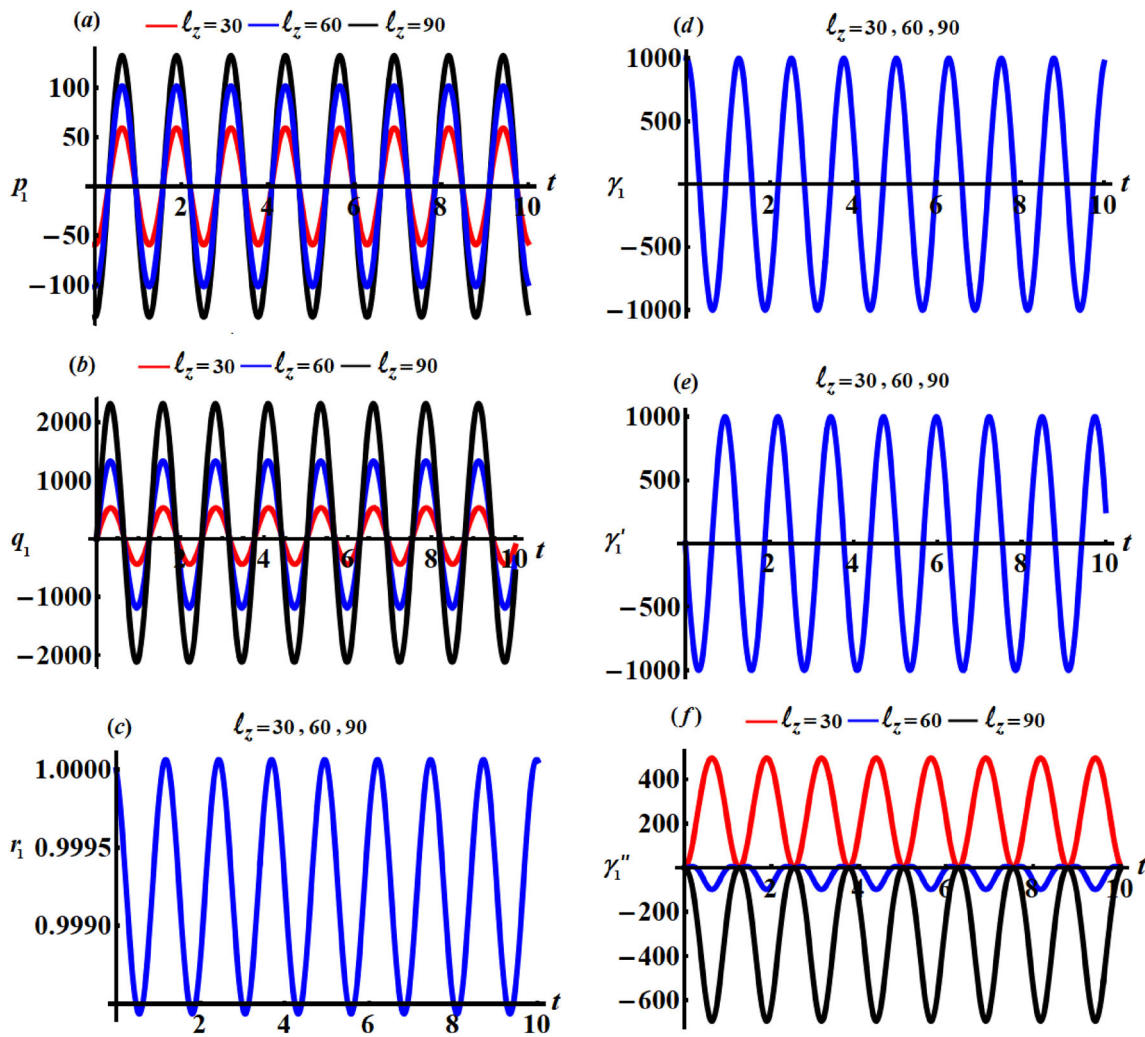 (a)
ℓz=30 ℓz=60 ℓz=90
100
50
p1
t
2 4 6 8 10
−50
−100
(b)
ℓz=30 ℓz=60 ℓz=90
2000
1000
q1
t
2 4 6 8 10
−1000
−2000
(c)
ℓz=30 , 60 , 90
1.0000
r1 0.9995
0.9990
t
2 4 6 8 10
(d)
ℓz=30 , 60 , 90
1000
500
γ1
t
2 4 6 8 10
−500
−1000
(e)
ℓz=30 , 60 , 90
1000
500
γ1′
t
2 4 6 8 10
−500
−1000
(f)
ℓz=30 ℓz=60 ℓz=90
400
200
γ1″
t
2 4 6 8 10
−200
−400
−600